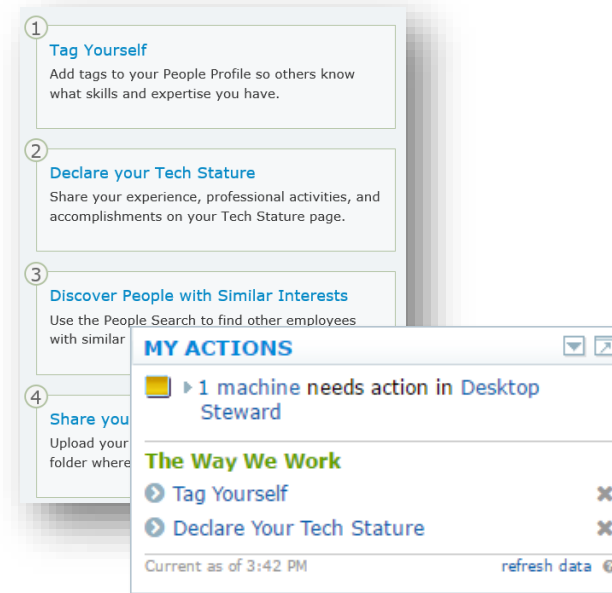 1
Tag Yourself
Add tags to your People Profile so others know
what skills and expertise you have.
2
Declare your Tech Stature
Share your experience, professional activities, and
accomplishments on your Tech Stature page.
3
Discover People with Similar Interests
Use the People Search to find other employees
with similar
4
Share you
Upload your
folder where
MY ACTIONS
1 machine needs action in Desktop
Steward
The Way We Work
Tag Yourself
Declare Your Tech Stature
Current as of 3:42 PM refresh data